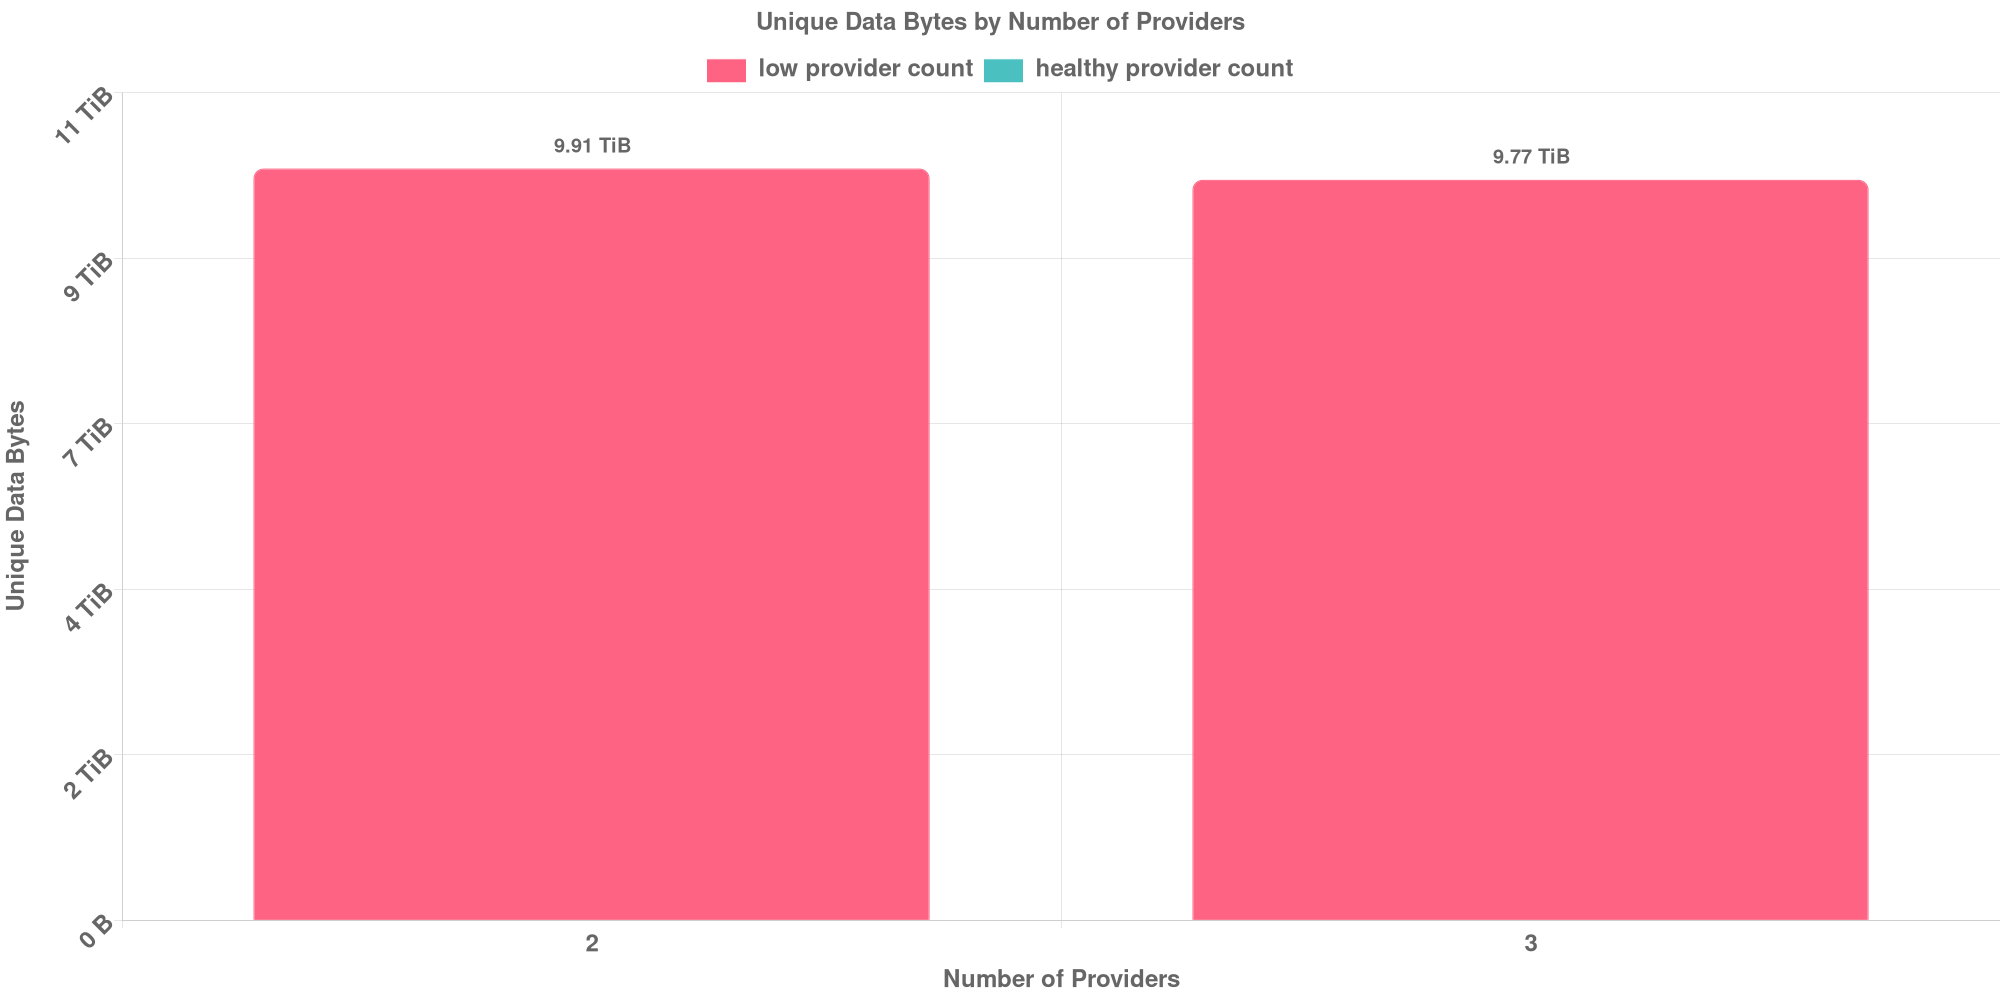 Unique Data Bytes by Number of Providers
low provider count healthy provider count
11 TiB
9 TiB
7 TiB
4 TiB
2 TiB
0 B
Unique Data Bytes
9.91 TiB
9.77 TiB
2
3
Number of Providers